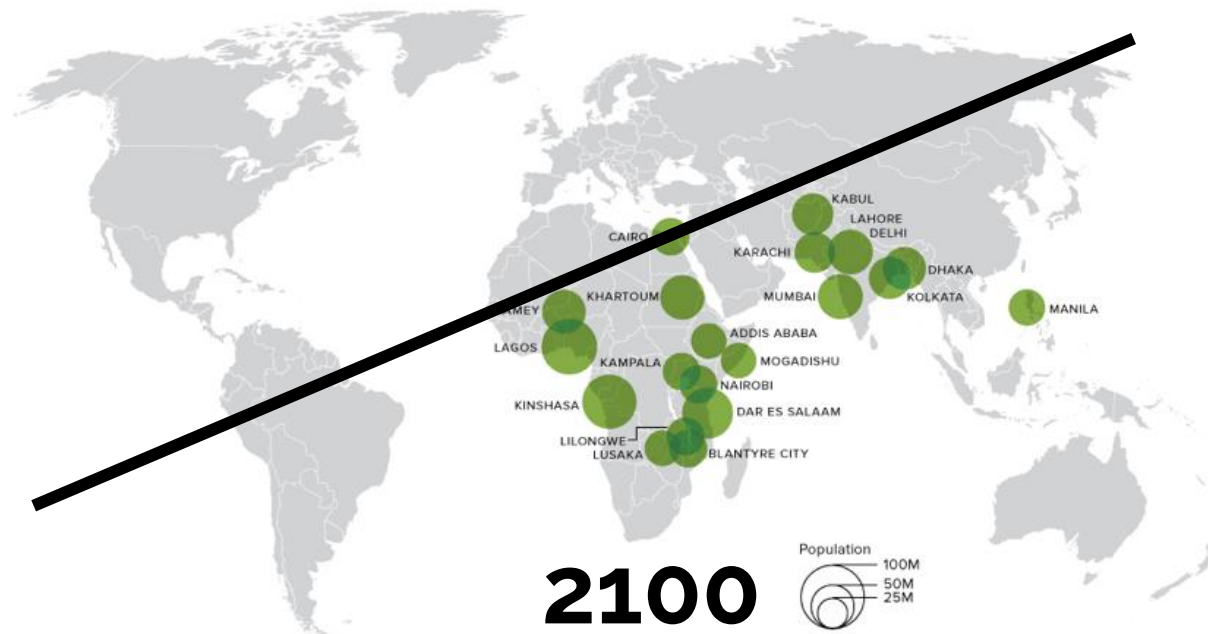 KABUL
LAHORE
DELHI
CAIRO
KARACHI
DHAKA
KHARTOUM
MUMBAI
KOLKATA
AMEY
MANILA
ADDIS ABABA
LAGOS
KAMPALA
MOGADISHU
NAIROBI
KINSHASA
DAR ES SALAAM
LILONGWE
LUSAKA
BLANTYRE CITY
2100
Population
100M
50M
25M